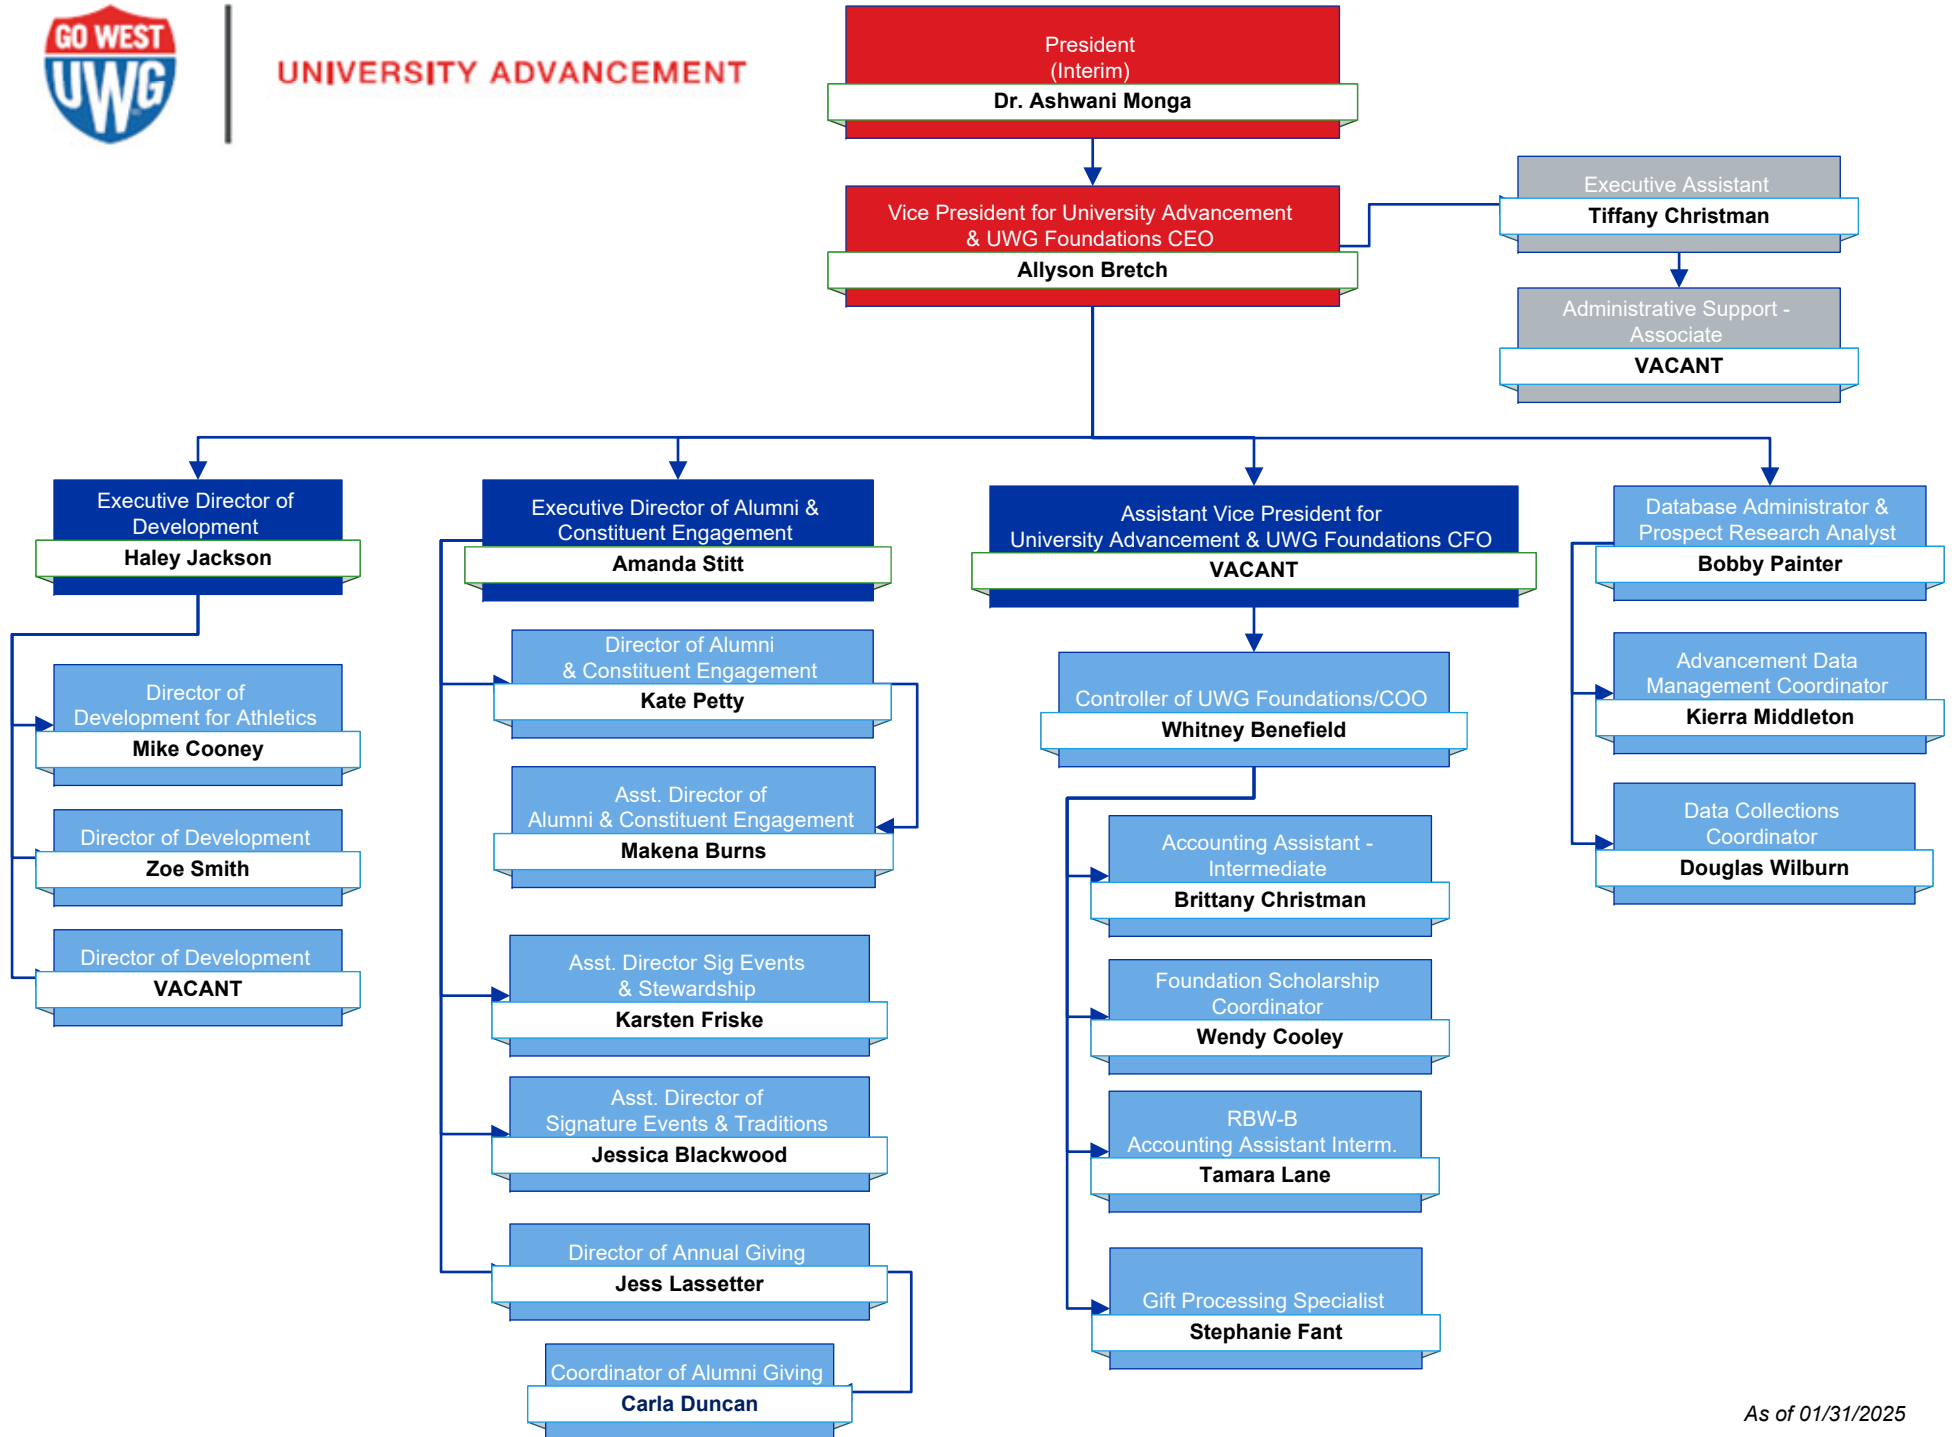 GO WEST
UWG
UNIVERSITY ADVANCEMENT
President
(Interim)
Dr. Ashwani Monga
Vice President for University Advancement
& UWG Foundations CEO
Allyson Bretch
Executive Assistant
Tiffany Christman
Administrative Support -
Associate
VACANT
Executive Director of
Development
Haley Jackson
Director of
Development for Athletics
Mike Cooney
Director of Development
Zoe Smith
Director of Development
VACANT
Executive Director of Alumni &
Constituent Engagement
Amanda Stitt
Director of Alumni
& Constituent Engagement
Kate Petty
Asst. Director of
Alumni & Constituent Engagement
Makena Burns
Asst. Director Sig Events
& Stewardship
Karsten Friske
Asst. Director of
Signature Events & Traditions
Jessica Blackwood
Director of Annual Giving
Jess Lassetter
Coordinator of Alumni Giving
Carla Duncan
Assistant Vice President for
University Advancement & UWG Foundations CFO
VACANT
Controller of UWG Foundations/COO
Whitney Benefield
Accounting Assistant -
Intermediate
Brittany Christman
Foundation Scholarship
Coordinator
Wendy Cooley
RBW-B
Accounting Assistant Interm.
Tamara Lane
Gift Processing Specialist
Stephanie Fant
Database Administrator &
Prospect Research Analyst
Bobby Painter
Advancement Data
Management Coordinator
Kierra Middleton
Data Collections
Coordinator
Douglas Wilburn
As of 01/31/2025